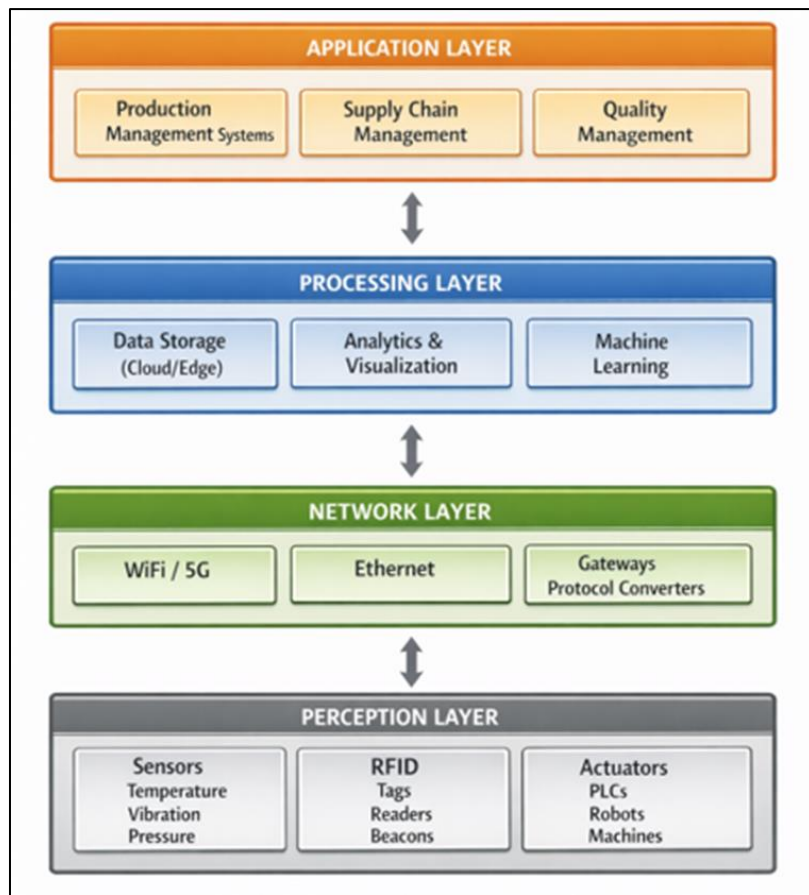 APPLICATION LAYER
Production
Management Systems
Supply Chain
Management
Quality
Management
PROCESSING LAYER
Data Storage
(Cloud/Edge)
Analytics &
Visualization
Machine
Learning
NETWORK LAYER
WiFi / 5G
Ethernet
Gateways
Protocol Converters
PERCEPTION LAYER
Sensors
Temperature
Vibration
Pressure
RFID
Tags
Readers
Beacons
Actuators
PLCs
Robots
Machines